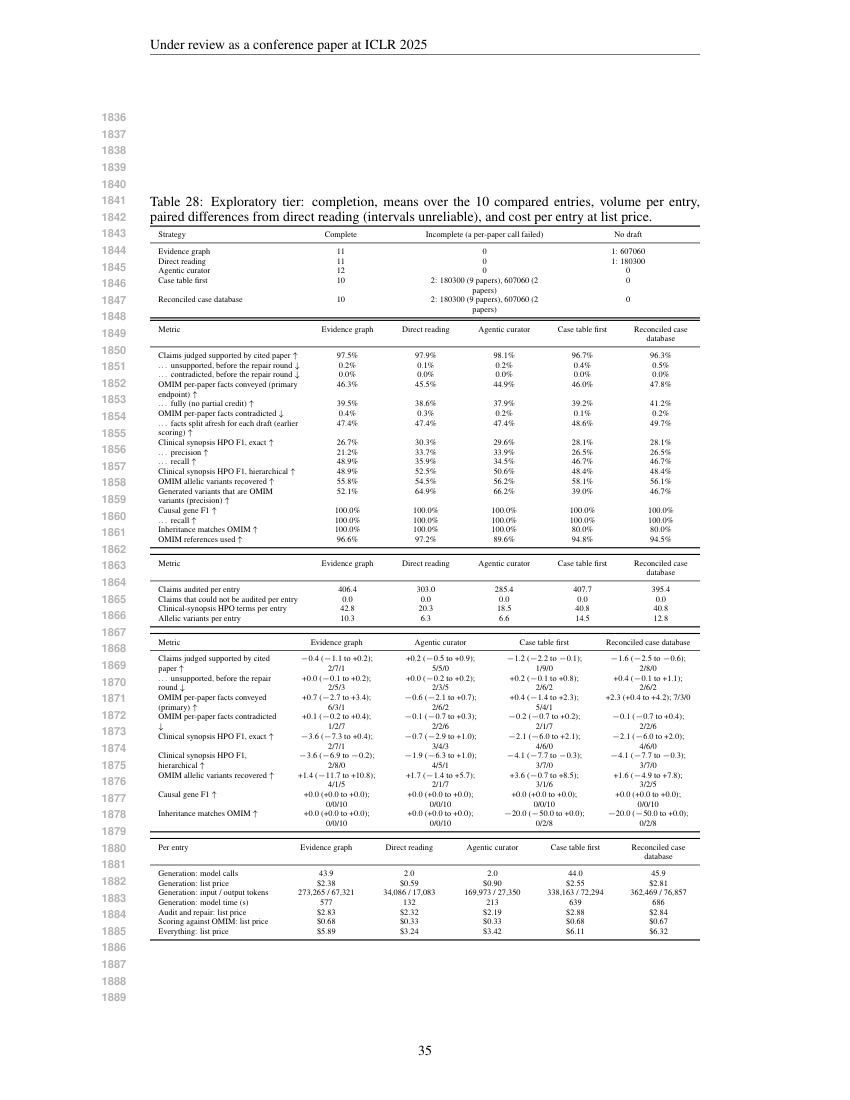 Under review as a conference paper at ICLR 2025
1836
1837
1838
1839
1840
1841
1842
1843
1844
1845
1846
1847
1848
1849
1850
1851
1852
1853
1854
1855
1856
1857
1858
1859
1860
1861
1862
1863
1864
1865
1866
1867
1868
1869
1870
1871
1872
1873
1874
1875
1876
1877
1878
1879
1880
1881
1882
1883
1884
1885
1886
1887
1888
1889
Table 28: Exploratory tier: completion, means over the 10 compared entries, volume per entry,
paired differences from direct reading (intervals unreliable), and cost per entry at list price.
Strategy Complete Incomplete (a per-paper call failed) No draft
Evidence graph 11 0 1: 607060
Direct reading 11 0 1: 180300
Agentic curator 12 0 0
Case table first 10 2: 180300 (9 papers), 607060 (2 0
papers)
Reconciled case database 10 2: 180300 (9 papers), 607060 (2 0
papers)
Metric Evidence graph Direct reading Agentic curator Case table first Reconciled case
database
Claims judged supported by cited paper ↑ 97.5% 97.9% 98.1% 96.7% 96.3%
... unsupported, before the repair round ↓ 0.2% 0.1% 0.2% 0.4% 0.5%
... contradicted, before the repair round ↓ 0.0% 0.0% 0.0% 0.0% 0.0%
OMIM per-paper facts conveyed (primary 46.3% 45.5% 44.9% 46.0% 47.8%
endpoint) ↑
... fully (no partial credit) ↑ 39.5% 38.6% 37.9% 39.2% 41.2%
OMIM per-paper facts contradicted ↓ 0.4% 0.3% 0.2% 0.1% 0.2%
... facts split afresh for each draft (earlier 47.4% 47.4% 47.4% 48.6% 49.7%
scoring) ↑
Clinical synopsis HPO F1, exact ↑ 26.7% 30.3% 29.6% 28.1% 28.1%
... precision ↑ 21.2% 33.7% 33.9% 26.5% 26.5%
... recall ↑ 48.9% 35.9% 34.5% 46.7% 46.7%
Clinical synopsis HPO F1, hierarchical ↑ 48.9% 52.5% 50.6% 48.4% 48.4%
OMIM allelic variants recovered ↑ 55.8% 54.5% 56.2% 58.1% 56.1%
Generated variants that are OMIM 52.1% 64.9% 66.2% 39.0% 46.7%
variants (precision) ↑
Causal gene F1 ↑ 100.0% 100.0% 100.0% 100.0% 100.0%
... recall ↑ 100.0% 100.0% 100.0% 100.0% 100.0%
Inheritance matches OMIM ↑ 100.0% 100.0% 100.0% 80.0% 80.0%
OMIM references used ↑ 96.6% 97.2% 89.6% 94.8% 94.5%
Metric Evidence graph Direct reading Agentic curator Case table first Reconciled case
database
Claims audited per entry 406.4 303.0 285.4 407.7 395.4
Claims that could not be audited per entry 0.0 0.0 0.0 0.0 0.0
Clinical-synopsis HPO terms per entry 42.8 20.3 18.5 40.8 40.8
Allelic variants per entry 10.3 6.3 6.6 14.5 12.8
Metric Evidence graph Agentic curator Case table first Reconciled case database
Claims judged supported by cited −0.4 (−1.1 to +0.2); +0.2 (−0.5 to +0.9); −1.2 (−2.2 to −0.1); −1.6 (−2.5 to −0.6);
paper ↑ 2/7/1 5/5/0 1/9/0 2/8/0
... unsupported, before the repair +0.0 (−0.1 to +0.2); +0.0 (−0.2 to +0.2); +0.2 (−0.1 to +0.8); +0.4 (−0.1 to +1.1);
round ↓ 2/5/3 2/3/5 2/6/2 2/6/2
OMIM per-paper facts conveyed +0.7 (−2.7 to +3.4); −0.6 (−2.1 to +0.7); +0.4 (−1.4 to +2.3); +2.3 (+0.4 to +4.2); 7/3/0
(primary) ↑ 6/3/1 2/6/2 5/4/1
OMIM per-paper facts contradicted +0.1 (−0.2 to +0.4); −0.1 (−0.7 to +0.3); −0.2 (−0.7 to +0.2); −0.1 (−0.7 to +0.4);
↓ 1/2/7 2/2/6 2/1/7 2/2/6
Clinical synopsis HPO F1, exact ↑ −3.6 (−7.3 to +0.4); −0.7 (−2.9 to +1.0); −2.1 (−6.0 to +2.1); −2.1 (−6.0 to +2.0);
2/7/1 3/4/3 4/6/0 4/6/0
Clinical synopsis HPO F1, −3.6 (−6.9 to −0.2); −1.9 (−6.3 to +1.0); −4.1 (−7.7 to −0.3); −4.1 (−7.7 to −0.3);
hierarchical ↑ 2/8/0 4/5/1 3/7/0 3/7/0
OMIM allelic variants recovered ↑ +1.4 (−11.7 to +10.8); +1.7 (−1.4 to +5.7); +3.6 (−0.7 to +8.5); +1.6 (−4.9 to +7.8);
4/1/5 2/1/7 3/1/6 3/2/5
Causal gene F1 ↑ +0.0 (+0.0 to +0.0); +0.0 (+0.0 to +0.0); +0.0 (+0.0 to +0.0); +0.0 (+0.0 to +0.0);
0/0/10 0/0/10 0/0/10 0/0/10
Inheritance matches OMIM ↑ +0.0 (+0.0 to +0.0); +0.0 (+0.0 to +0.0); −20.0 (−50.0 to +0.0); −20.0 (−50.0 to +0.0);
0/0/10 0/0/10 0/2/8 0/2/8
Per entry Evidence graph Direct reading Agentic curator Case table first Reconciled case
database
Generation: model calls 43.9 2.0 2.0 44.0 45.9
Generation: list price $2.38 $0.59 $0.90 $2.55 $2.81
Generation: input / output tokens 273,265 / 67,321 34,086 / 17,083 169,973 / 27,350 338,163 / 72,294 362,469 / 76,857
Generation: model time (s) 577 132 213 639 686
Audit and repair: list price $2.83 $2.32 $2.19 $2.88 $2.84
Scoring against OMIM: list price $0.68 $0.33 $0.33 $0.68 $0.67
Everything: list price $5.89 $3.24 $3.42 $6.11 $6.32
35